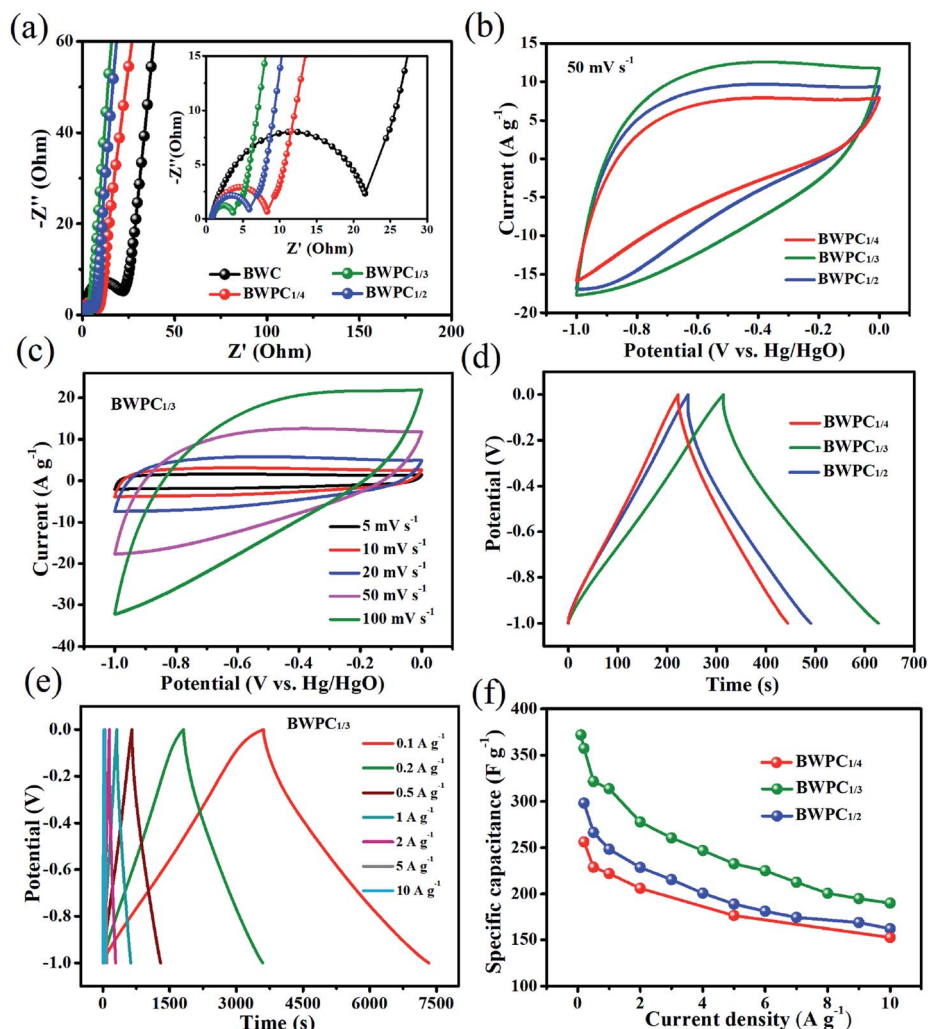 (a)
60
40
20
0
-Z'' (Ohm)
0 50 100 150 200
Z' (Ohm)
15
10
5
0
-Z''(Ohm)
0 5 10 15 20 25 30
Z' (Ohm)
BWC BWPC1/3
BWPC1/4 BWPC1/2
(b)
50 mV s-1
15
10
5
0
-5
-10
-15
-20
Current (A g-1)
BWPC1/4
BWPC1/3
BWPC1/2
-1.0 -0.8 -0.6 -0.4 -0.2 0.0
Potential (V vs. Hg/HgO)
(c)
BWPC1/3
20
10
0
-10
-20
-30
-40
Current (A g-1)
5 mV s-1
10 mV s-1
20 mV s-1
50 mV s-1
100 mV s-1
-1.0 -0.8 -0.6 -0.4 -0.2 0.0
Potential (V vs. Hg/HgO)
(d)
0.0
-0.2
-0.4
-0.6
-0.8
-1.0
Potential (V)
BWPC1/4
BWPC1/3
BWPC1/2
0 100 200 300 400 500 600 700
Time (s)
(e)
BWPC1/3
0.0
-0.2
-0.4
-0.6
-0.8
-1.0
Potential (V)
0.1 A g-1
0.2 A g-1
0.5 A g-1
1 A g-1
2 A g-1
5 A g-1
10 A g-1
0 1500 3000 4500 6000 7500
Time (s)
(f)
400
350
300
250
200
150
100
Specific capacitance (F g-1)
BWPC1/4
BWPC1/3
BWPC1/2
0 2 4 6 8 10
Current density (A g-1)